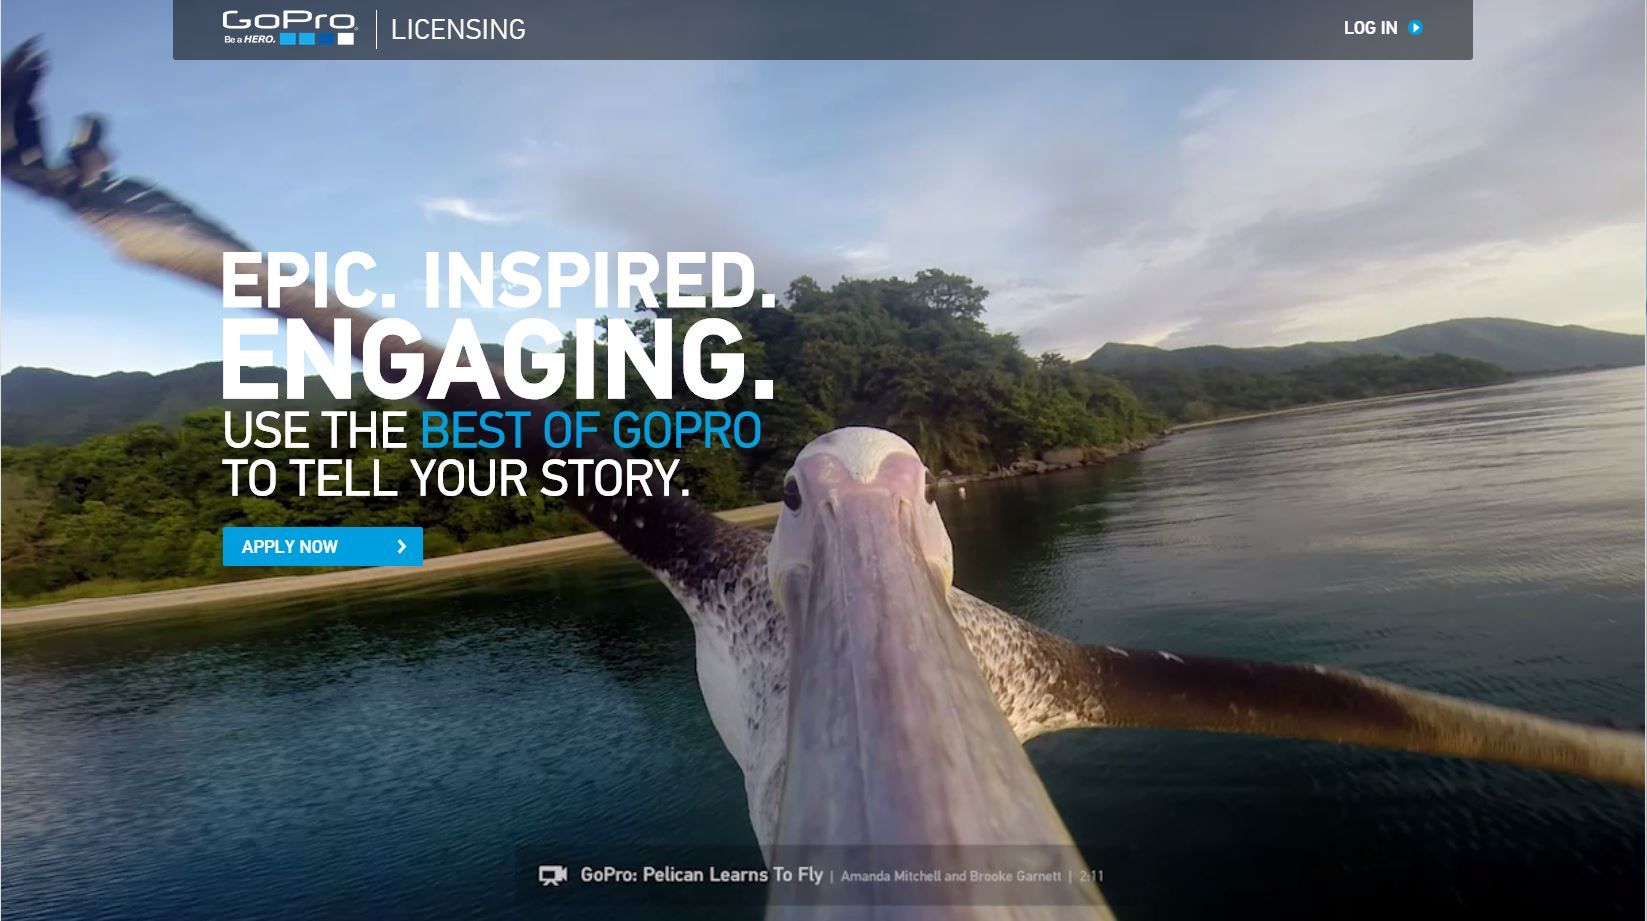 GoPro
Be a HERO.
LICENSING
LOG IN
EPIC. INSPIRED.
ENGAGING.
USE THE BEST OF GOPRO
TO TELL YOUR STORY.
APPLY NOW
GoPro: Pelican Learns To Fly | Amanda Mitchell and Brooke Garnett | 2:11